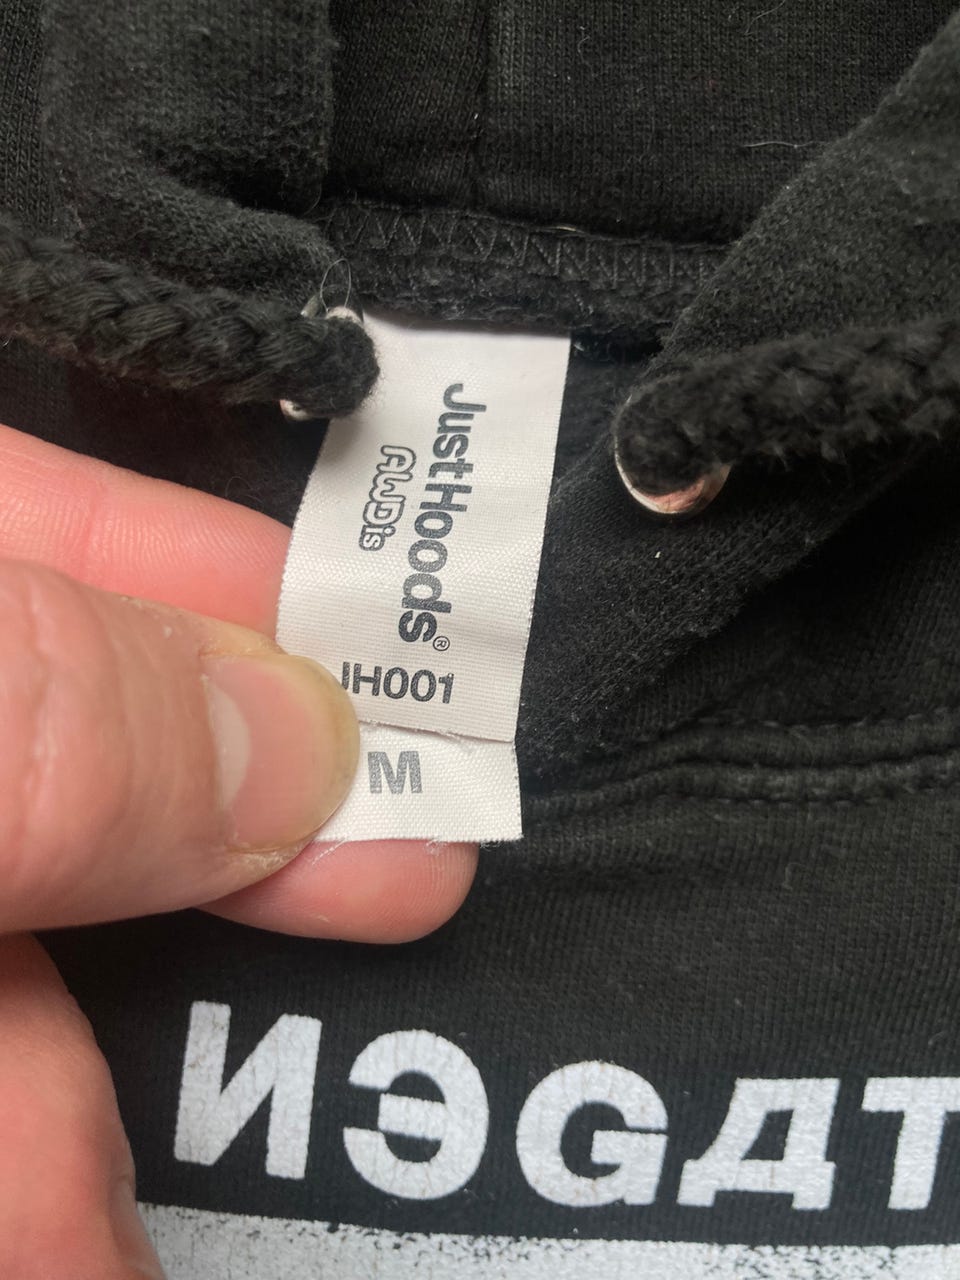 JustHoods®
AWDis
JH001
M
ИЭGДТ